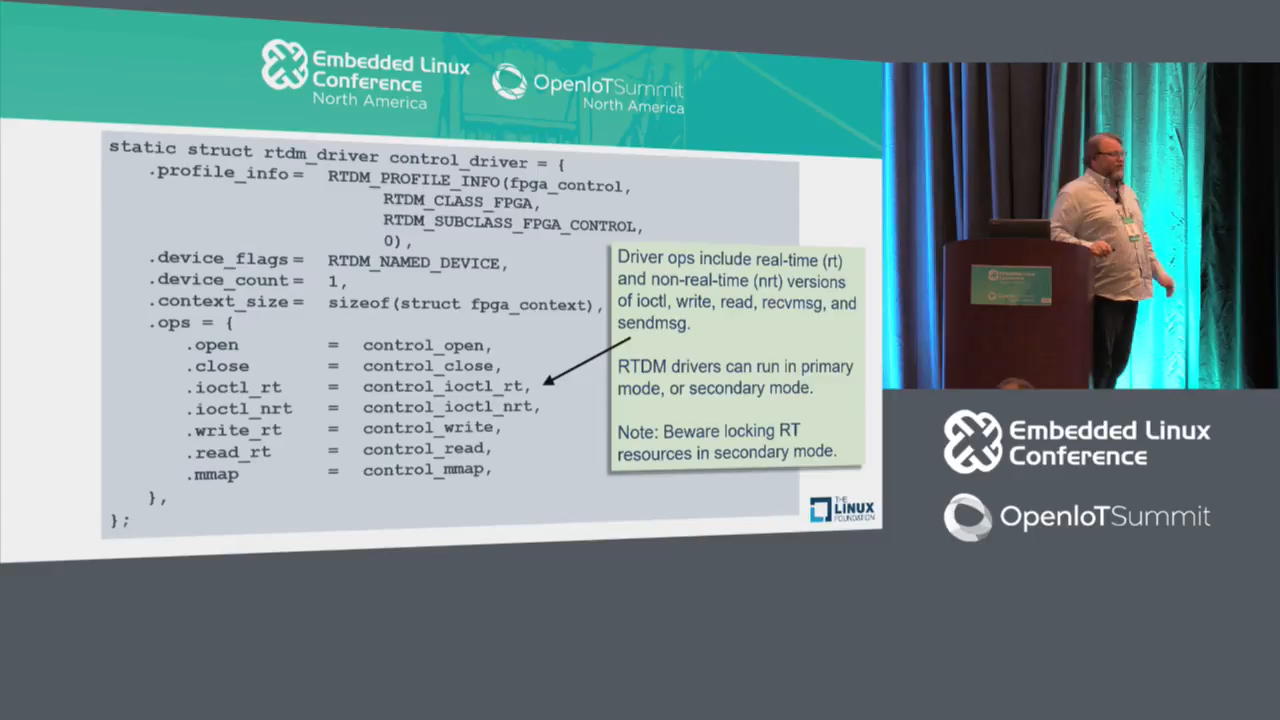 Embedded Linux
Conference
North America
OpenIoTSummit
North America
static struct rtdm_driver control_driver = {
.profile_info = RTDM_PROFILE_INFO(fpga_control,
RTDM_CLASS_FPGA,
RTDM_SUBCLASS_FPGA_CONTROL,
0),
.device_flags = RTDM_NAMED_DEVICE,
.device_count = 1,
.context_size = sizeof(struct fpga_context),
.ops = {
.open = control_open,
.close = control_close,
.ioctl_rt = control_ioctl_rt,
.ioctl_nrt = control_ioctl_nrt,
.write_rt = control_write,
.read_rt = control_read,
.mmap = control_mmap,
},
};
Driver ops include real-time (rt)
and non-real-time (nrt) versions
of ioctl, write, read, recvmsg, and
sendmsg.
RTDM drivers can run in primary
mode, or secondary mode.
Note: Beware locking RT
resources in secondary mode.
THE
LINUX
FOUNDATION
Embedded Linux
Conference
OpenIoTSummit